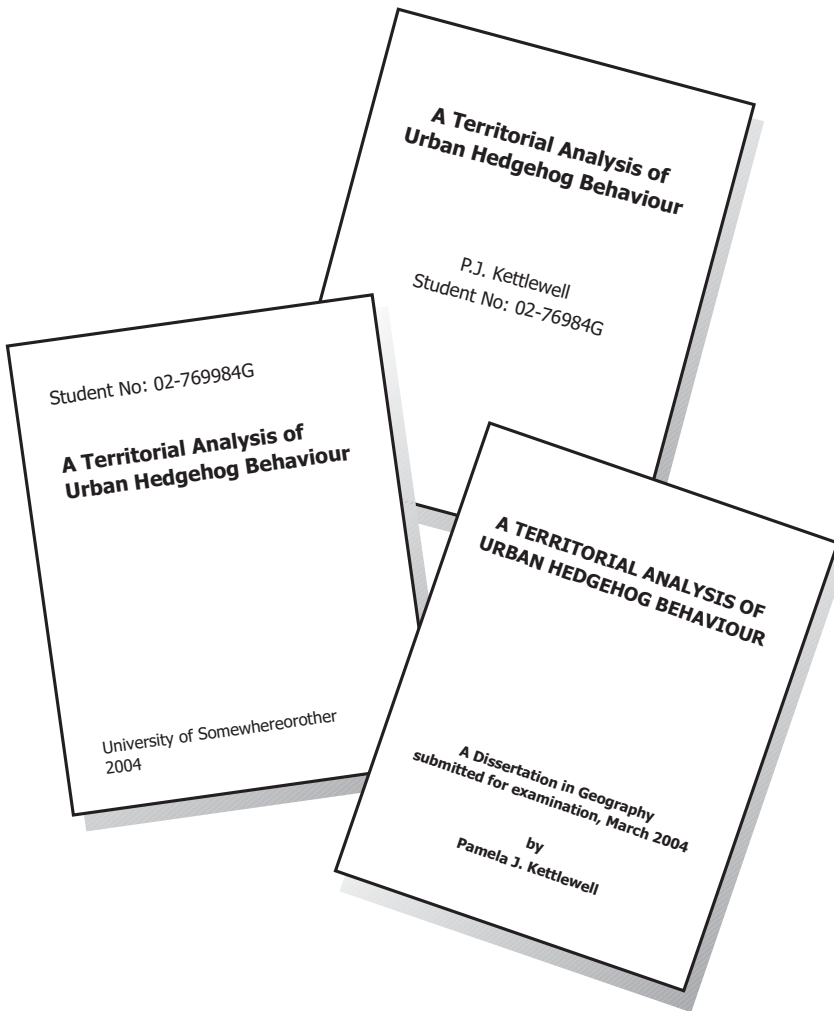 A Territorial Analysis of
Urban Hedgehog Behaviour
P.J. Kettlewell
Student No: 02-76984G
Student No: 02-769984G
A Territorial Analysis of
Urban Hedgehog Behaviour
University of Somewhereorother
2004
A TERRITORIAL ANALYSIS OF
URBAN HEDGEHOG BEHAVIOUR
A Dissertation in Geography
submitted for examination, March 2004
by
Pamela J. Kettlewell